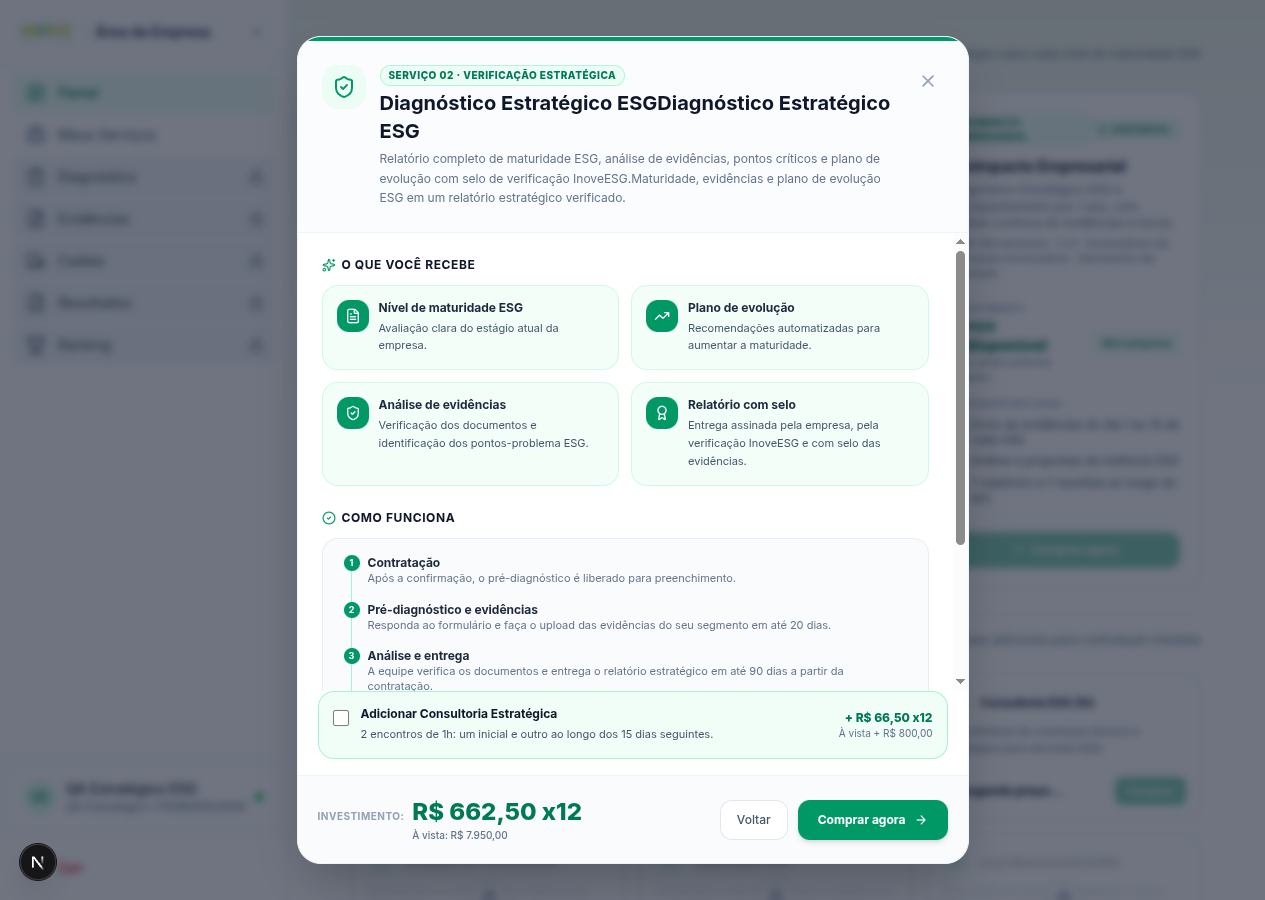 Área da Empresa
Painel
Meus Serviços
Diagnóstico
Evidências
Resultados
Ranking
SERVIÇO 02 · VERIFICAÇÃO ESTRATÉGICA
Diagnóstico Estratégico ESGDiagnóstico Estratégico
ESG
Relatório completo de maturidade ESG, análise de evidências, pontos críticos e plano de
evolução com selo de verificação InoveESG.Maturidade, evidências e plano de evolução
ESG em um relatório estratégico verificado.
O QUE VOCÊ RECEBE
Nível de maturidade ESG
Avaliação clara do estágio atual da
empresa.
Plano de evolução
Recomendações automatizadas para
aumentar a maturidade.
Análise de evidências
Verificação dos documentos e
identificação dos pontos-problema ESG.
Relatório com selo
Entrega assinada pela empresa, pela
verificação InoveESG e com selo das
evidências.
COMO FUNCIONA
1 Contratação
Após a confirmação, o pré-diagnóstico é liberado para preenchimento.
2 Pré-diagnóstico e evidências
Responda ao formulário e faça o upload das evidências do seu segmento em até 20 dias.
3 Análise e entrega
A equipe verifica os documentos e entrega o relatório estratégico em até 90 dias a partir da
contratação.
Adicionar Consultoria Estratégica
2 encontros de 1h: um inicial e outro ao longo dos 15 dias seguintes.
+ R$ 66,50 x12
À vista + R$ 800,00
INVESTIMENTO: R$ 662,50 x12
À vista: R$ 7.950,00
Voltar
Comprar agora
N